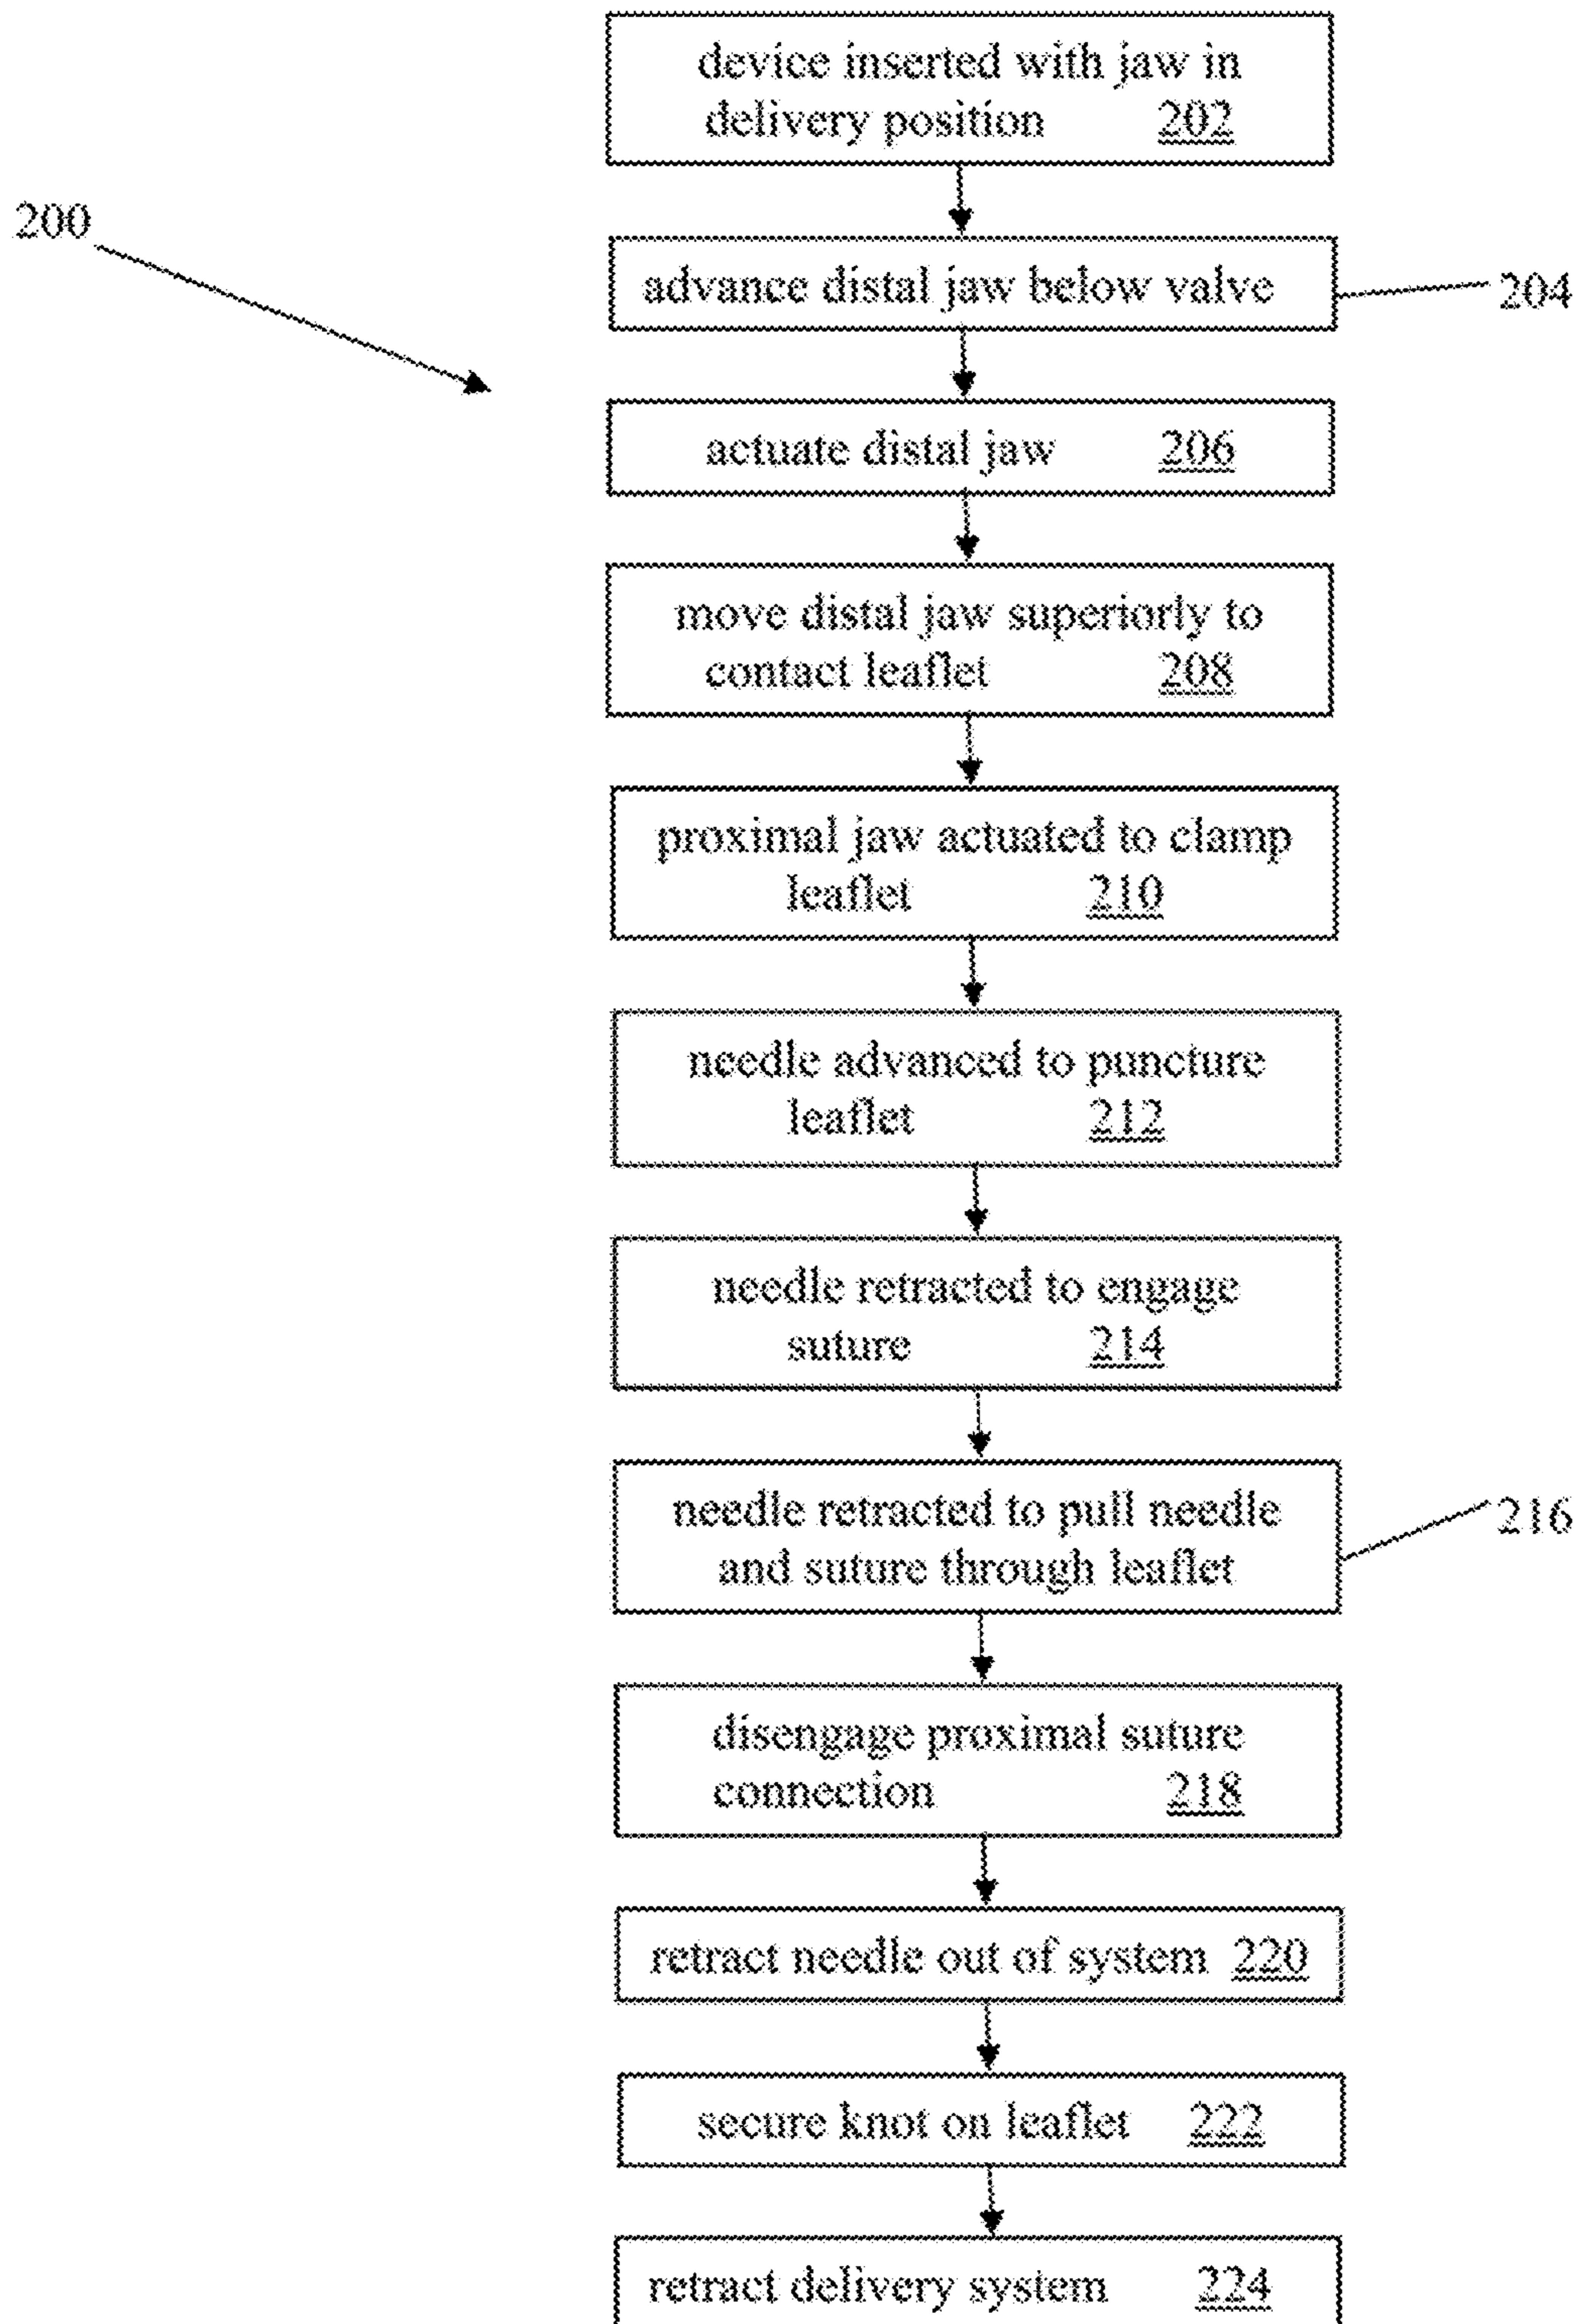 device inserted with jaw in
delivery position 202
200
advance distal jaw below valve
204
actuate distal jaw 206
move distal jaw superiorly to
contact leaflet 208
proximal jaw actuated to clamp
leaflet 210
needle advanced to puncture
leaflet 212
needle retracted to engage
suture 214
needle retracted to pull needle
and suture through leaflet
216
disengage proximal suture
connection 218
retract needle out of system 220
secure knot on leaflet 222
retract delivery system 224